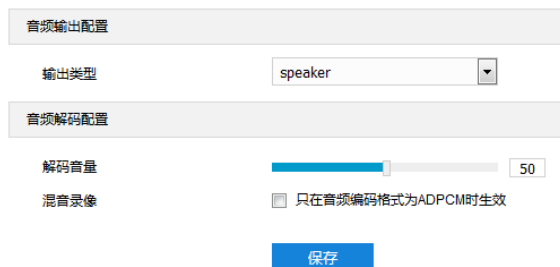 音频输出配置
输出类型 speaker
音频解码配置
解码音量 50
混音录像 只在音频编码格式为ADPCM时生效
保存